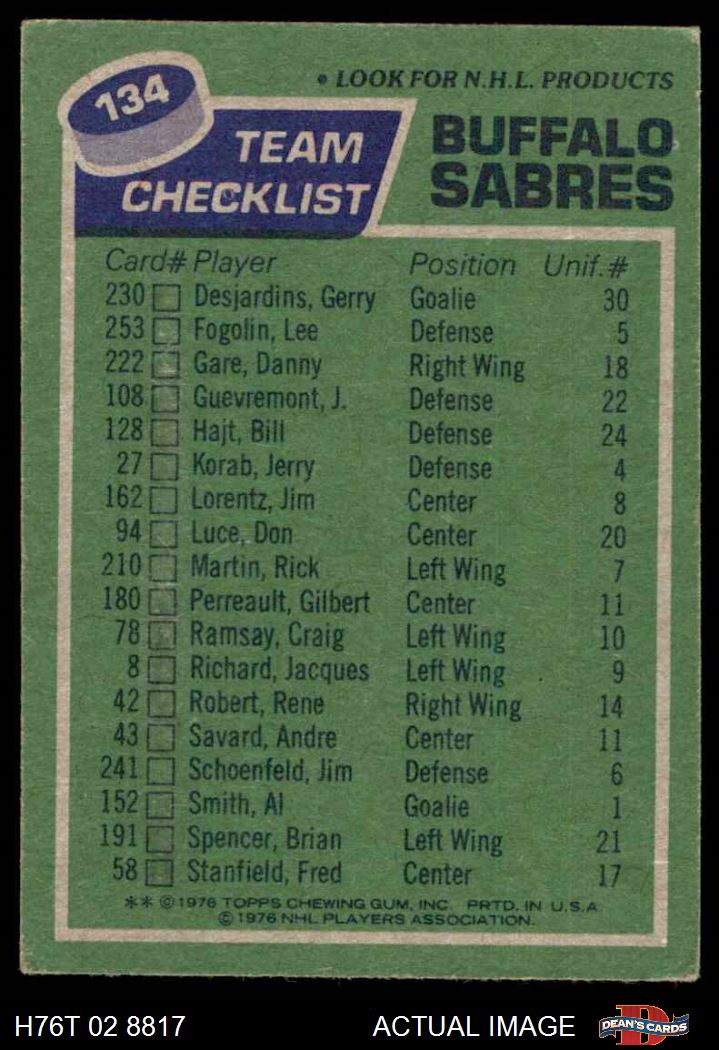 134
• LOOK FOR N.H.L. PRODUCTS
TEAM CHECKLIST
BUFFALO SABRES
Card# Player Position Unif.#
230 Desjardins, Gerry Goalie 30
253 Fogolin, Lee Defense 5
222 Gare, Danny Right Wing 18
108 Guevremont, J. Defense 22
128 Hajt, Bill Defense 24
27 Korab, Jerry Defense 4
162 Lorentz, Jim Center 8
94 Luce, Don Center 20
210 Martin, Rick Left Wing 7
180 Perreault, Gilbert Center 11
78 Ramsay, Craig Left Wing 10
8 Richard, Jacques Left Wing 9
42 Robert, Rene Right Wing 14
43 Savard, Andre Center 11
241 Schoenfeld, Jim Defense 6
152 Smith, Al Goalie 1
191 Spencer, Brian Left Wing 21
58 Stanfield, Fred Center 17
** ©1976 TOPPS CHEWING GUM, INC. PRTD. IN U.S.A.
©1976 NHL PLAYERS ASSOCIATION.
H76T 02 8817 ACTUAL IMAGE DEAN'S CARDS